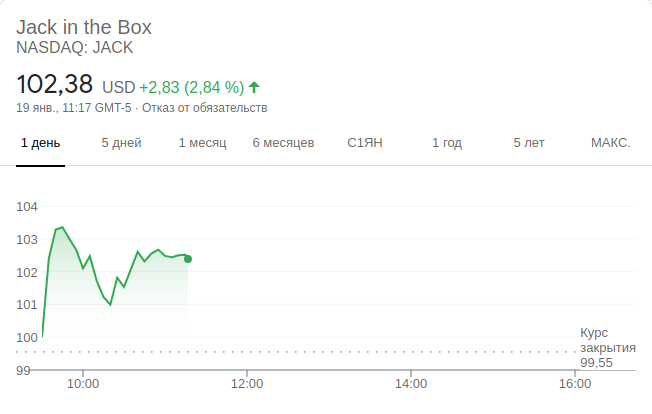 Jack in the Box
NASDAQ: JACK
102,38 USD +2,83 (2,84 %)
19 янв., 11:17 GMT-5 · Отказ от обязательств
1 день 5 дней 1 месяц 6 месяцев С1ЯН 1 год 5 лет МАКС.
104
103
102
101
100
99
Курс
закрытия
99,55
10:00 12:00 14:00 16:00